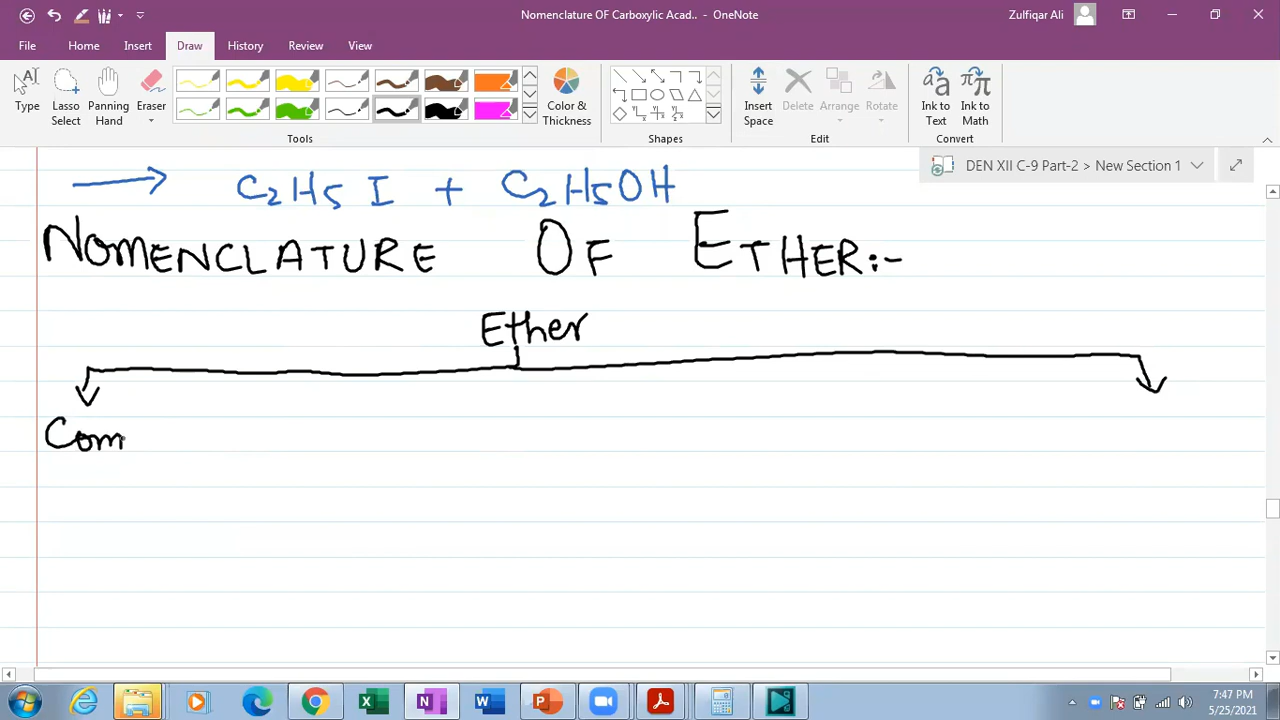 Nomenclature OF Carboxylic Acad.. - OneNote
Zulfiqar Ali
File Home Insert Draw History Review View
Type
Lasso Select
Panning Hand
Eraser
Color & Thickness
Insert Space
Delete
Arrange
Rotate
Ink to Text
Ink to Math
Tools
Shapes
Edit
Convert
DEN XII C-9 Part-2 > New Section 1
→ C2H5 I + C2H5OH
NOMENCLATURE OF ETHER:-
Ether
Com
7:47 PM
5/25/2021